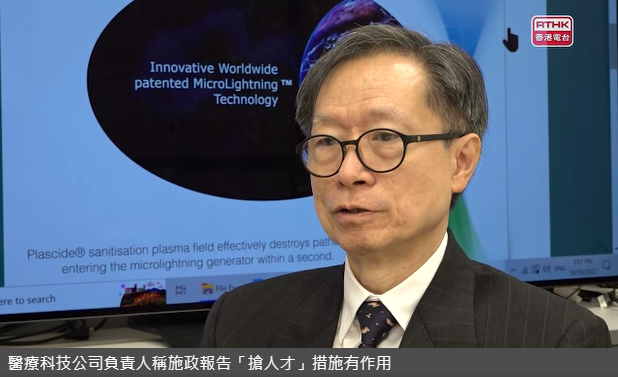 RTHK
香港電台
Innovative Worldwide
patented MicroLightning™
Technology
Plascide® sanitisation plasma field effectively destroys
entering the microlightning generator within a second.
ere to search
File
ENG
醫療科技公司負責人稱施政報告「搶人才」措施有作用